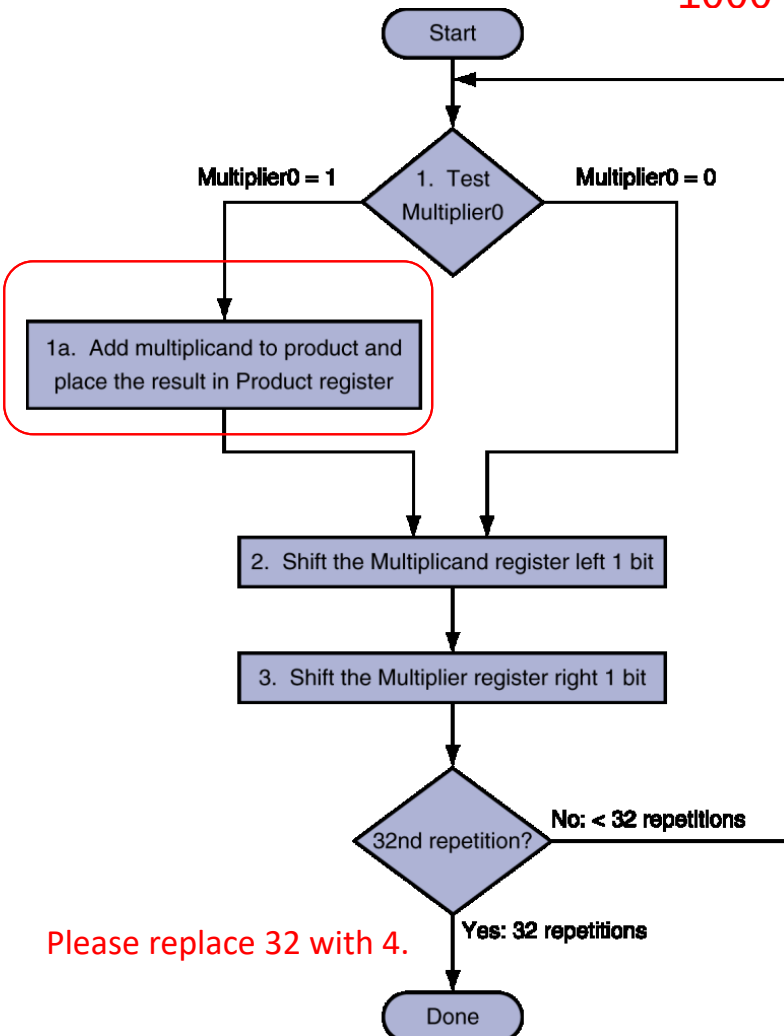 Start
Multiplier0 = 1
1. Test
Multiplier0
Multiplier0 = 0
1a. Add multiplicand to product and
place the result in Product register
2. Shift the Multiplicand register left 1 bit
3. Shift the Multiplier register right 1 bit
32nd repetition?
No: < 32 repetitions
Please replace 32 with 4.
Yes: 32 repetitions
Done